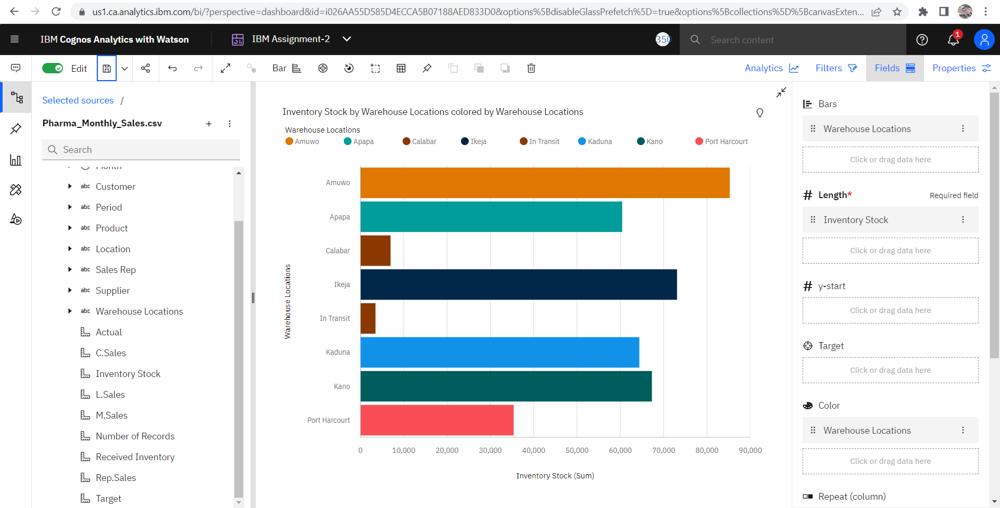 us1.ca.analytics.ibm.com/bi/?perspective=dashboard&id=i026AA55D585D4ECCA5B07188AED833D0&options%5BdisableGlassPrefetch%5D=true&options%5Bcollections%5D%5BcanvasExten...
IBM Cognos Analytics with Watson
IBM Assignment-2
350
Search content
1
Edit
Bar
Analytics
Filters
Fields
Properties
Selected sources /
Pharma_Monthly_Sales.csv
Search
Month
abc Customer
abc Period
abc Product
abc Location
abc Sales Rep
abc Supplier
abc Warehouse Locations
Actual
C.Sales
Inventory Stock
L.Sales
M.Sales
Number of Records
Received Inventory
Rep.Sales
Target
Inventory Stock by Warehouse Locations colored by Warehouse Locations
Warehouse Locations
Amuwo Apapa Calabar Ikeja In Transit Kaduna Kano Port Harcourt
Warehouse Locations
Amuwo
Apapa
Calabar
Ikeja
In Transit
Kaduna
Kano
Port Harcourt
0 10,000 20,000 30,000 40,000 50,000 60,000 70,000 80,000 90,000
Inventory Stock (Sum)
Bars
Warehouse Locations
Click or drag data here
# Length* Required field
Inventory Stock
Click or drag data here
# y-start
Click or drag data here
Target
Click or drag data here
Color
Warehouse Locations
Click or drag data here
Repeat (column)